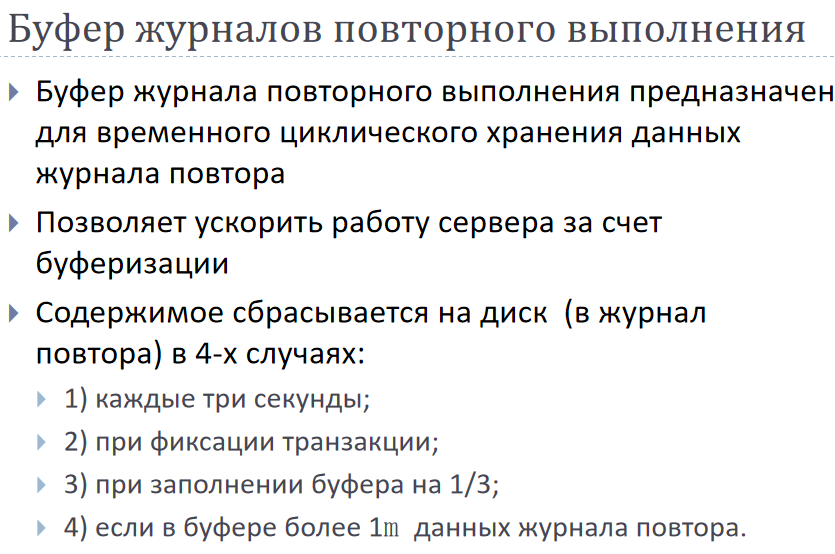 Буфер журналов повторного выполнения
Буфер журнала повторного выполнения предназначен
для временного циклического хранения данных
журнала повтора
Позволяет ускорить работу сервера за счет
буферизации
Содержимое сбрасывается на диск (в журнал
повтора) в 4-х случаях:
1) каждые три секунды;
2) при фиксации транзакции;
3) при заполнении буфера на 1/3;
4) если в буфере более 1m данных журнала повтора.